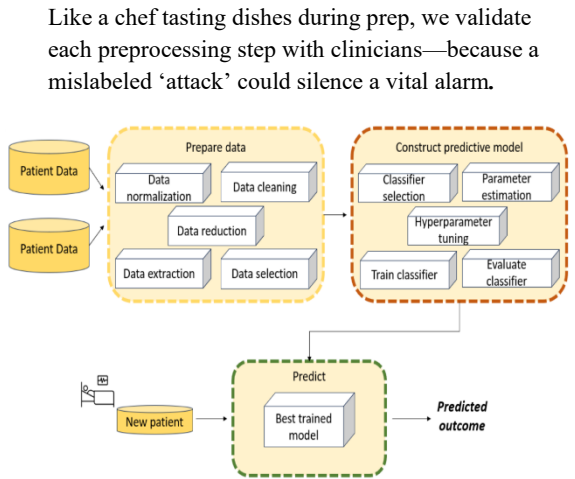 Like a chef tasting dishes during prep, we validate
each preprocessing step with clinicians—because a
mislabeled ‘attack’ could silence a vital alarm.
Patient Data
Patient Data
Prepare data
Data
normalization
Data cleaning
Data reduction
Data extraction
Data selection
Construct predictive model
Classifier
selection
Parameter
estimation
Hyperparameter
tuning
Train classifier
Evaluate
classifier
Predict
New patient
Best trained
model
Predicted
outcome